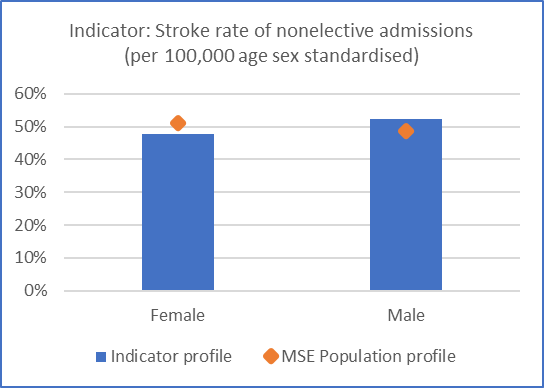 Indicator: Stroke rate of nonelective admissions
(per 100,000 age sex standardised)
60%
50%
40%
30%
20%
10%
0%
Female Male
Indicator profile MSE Population profile